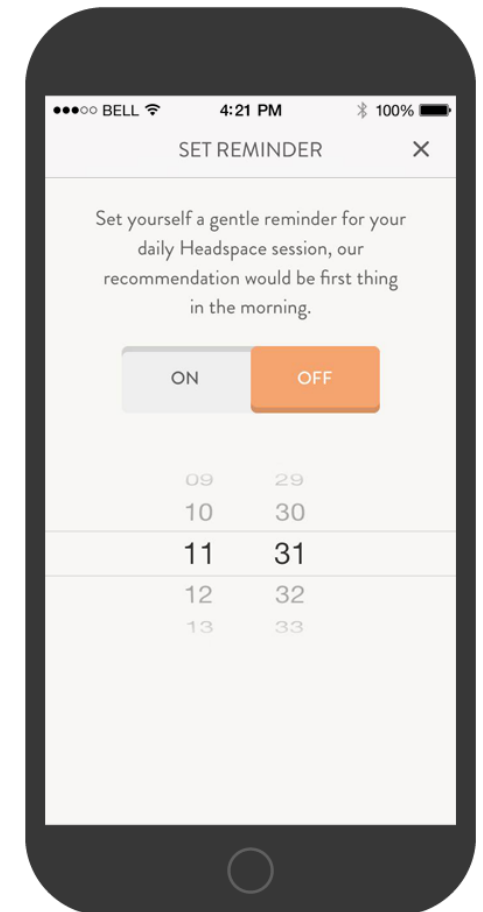 BELL 4:21 PM 100%
SET REMINDER
Set yourself a gentle reminder for your
daily Headspace session, our
recommendation would be first thing
in the morning.
ON OFF
09 29
10 30
11 31
12 32
13 33